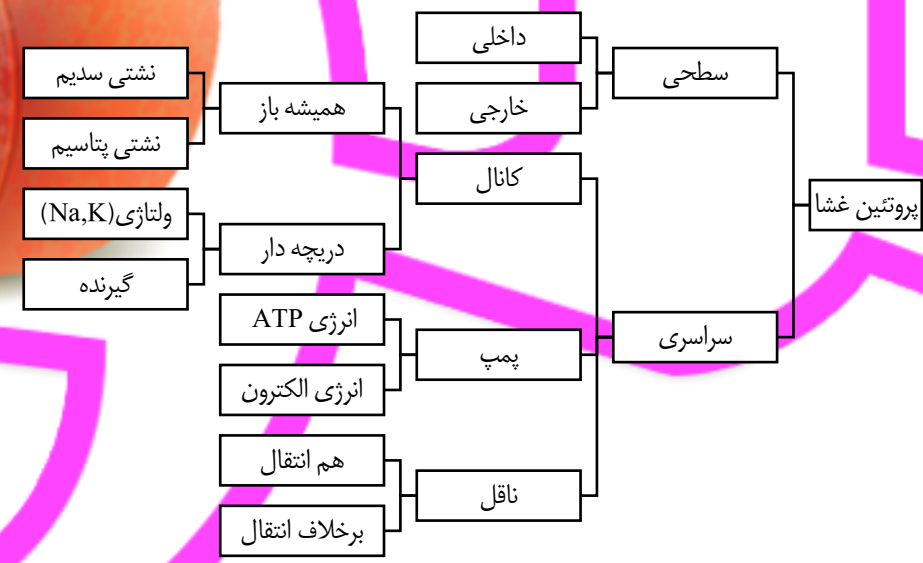 پروتئین غشا
سطحی
داخلی
خارجی
سراسری
کانال
همیشه باز
نشتی سدیم
نشتی پتاسیم
دریچه دار
ولتاژی(Na,K)
گیرنده
پمپ
انرژی ATP
انرژی الکترون
ناقل
هم انتقال
برخلاف انتقال